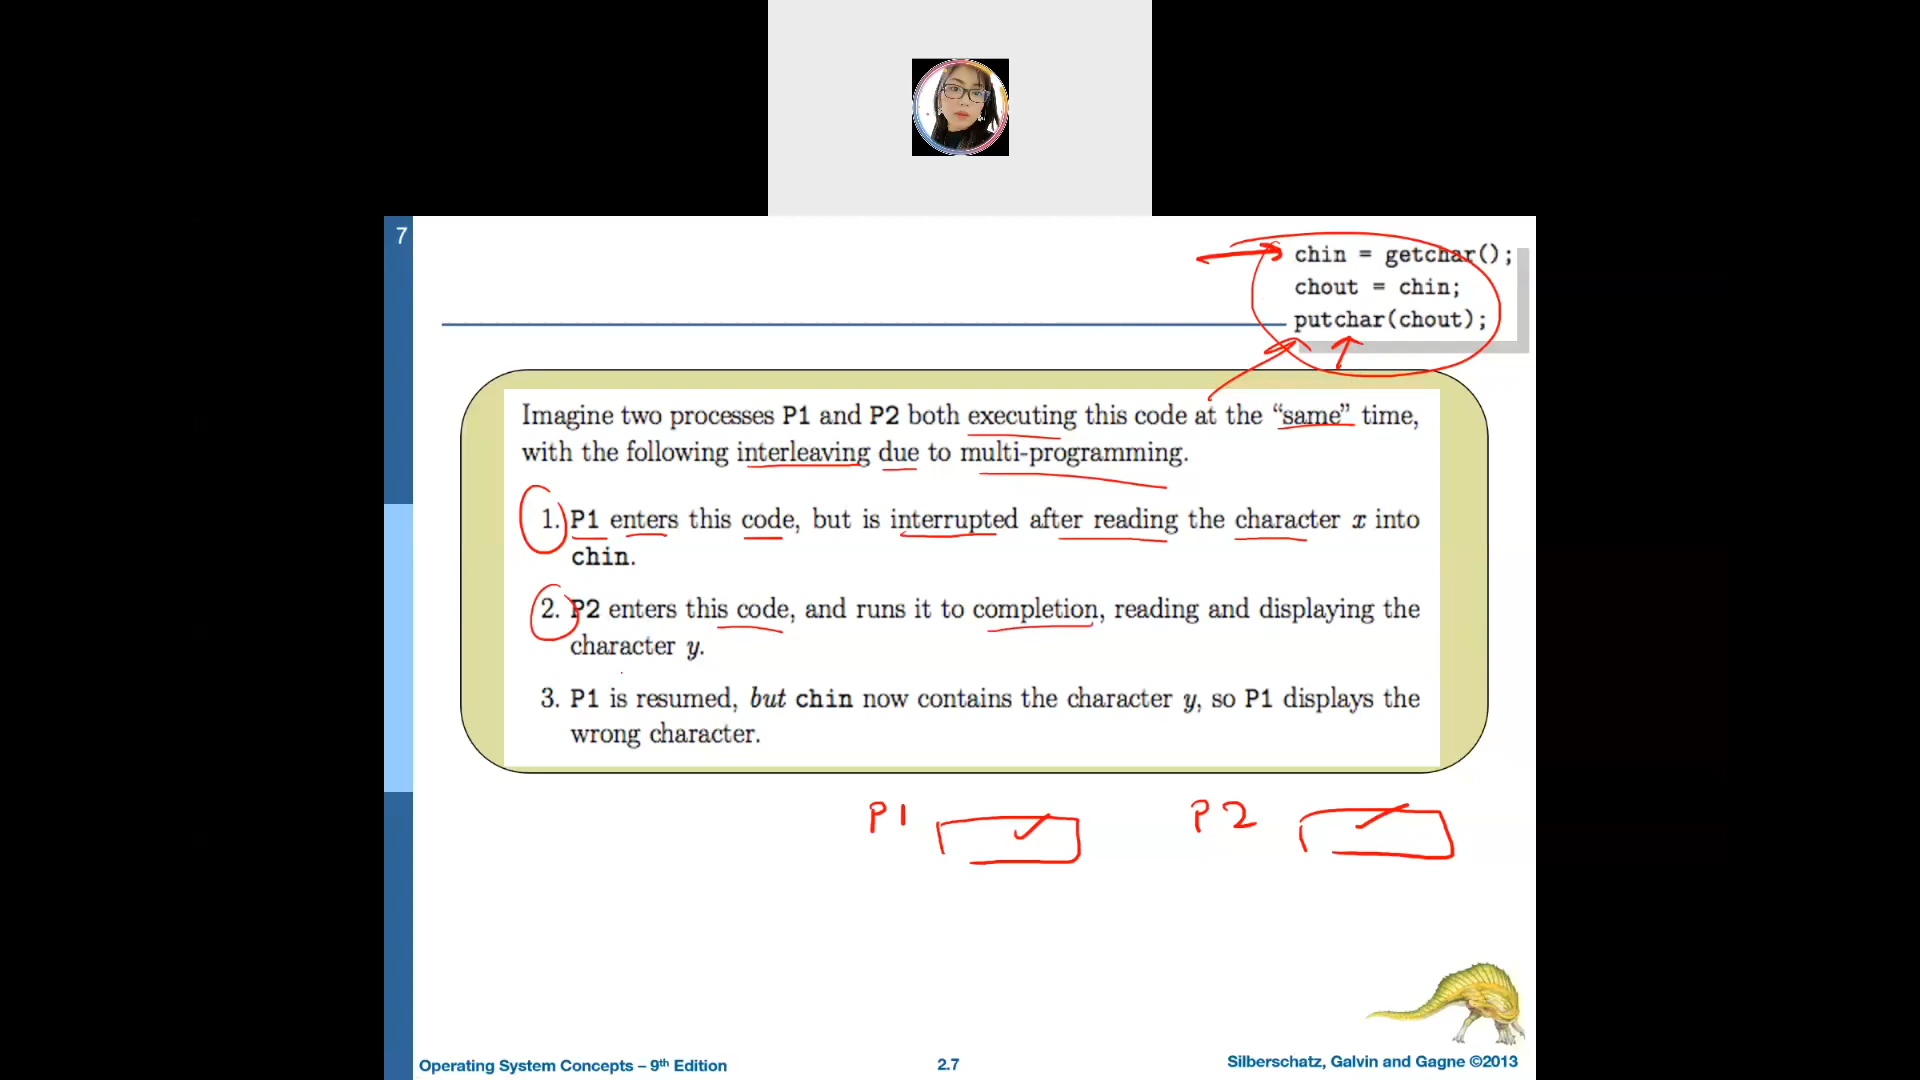 7
chin = getchar();
chout = chin;
putchar(chout);
Imagine two processes P1 and P2 both executing this code at the “same” time,
with the following interleaving due to multi-programming.
1. P1 enters this code, but is interrupted after reading the character x into
chin.
2. P2 enters this code, and runs it to completion, reading and displaying the
character y.
3. P1 is resumed, but chin now contains the character y, so P1 displays the
wrong character.
P1 P2
Operating System Concepts – 9th Edition
2.7
Silberschatz, Galvin and Gagne ©2013